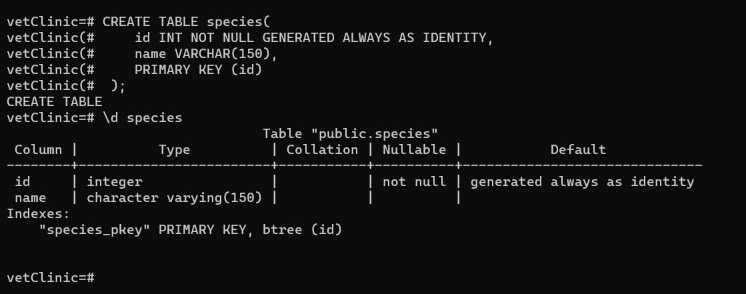 vetClinic=# CREATE TABLE species(
vetClinic(#     id INT NOT NULL GENERATED ALWAYS AS IDENTITY,
vetClinic(#     name VARCHAR(150),
vetClinic(#     PRIMARY KEY (id)
vetClinic(#  );
CREATE TABLE
vetClinic=# \d species
                                Table "public.species"
 Column |          Type          | Collation | Nullable |           Default
--------+------------------------+-----------+----------+------------------------------
 id     | integer                |           | not null | generated always as identity
 name   | character varying(150) |           |          |
Indexes:
    "species_pkey" PRIMARY KEY, btree (id)
vetClinic=#